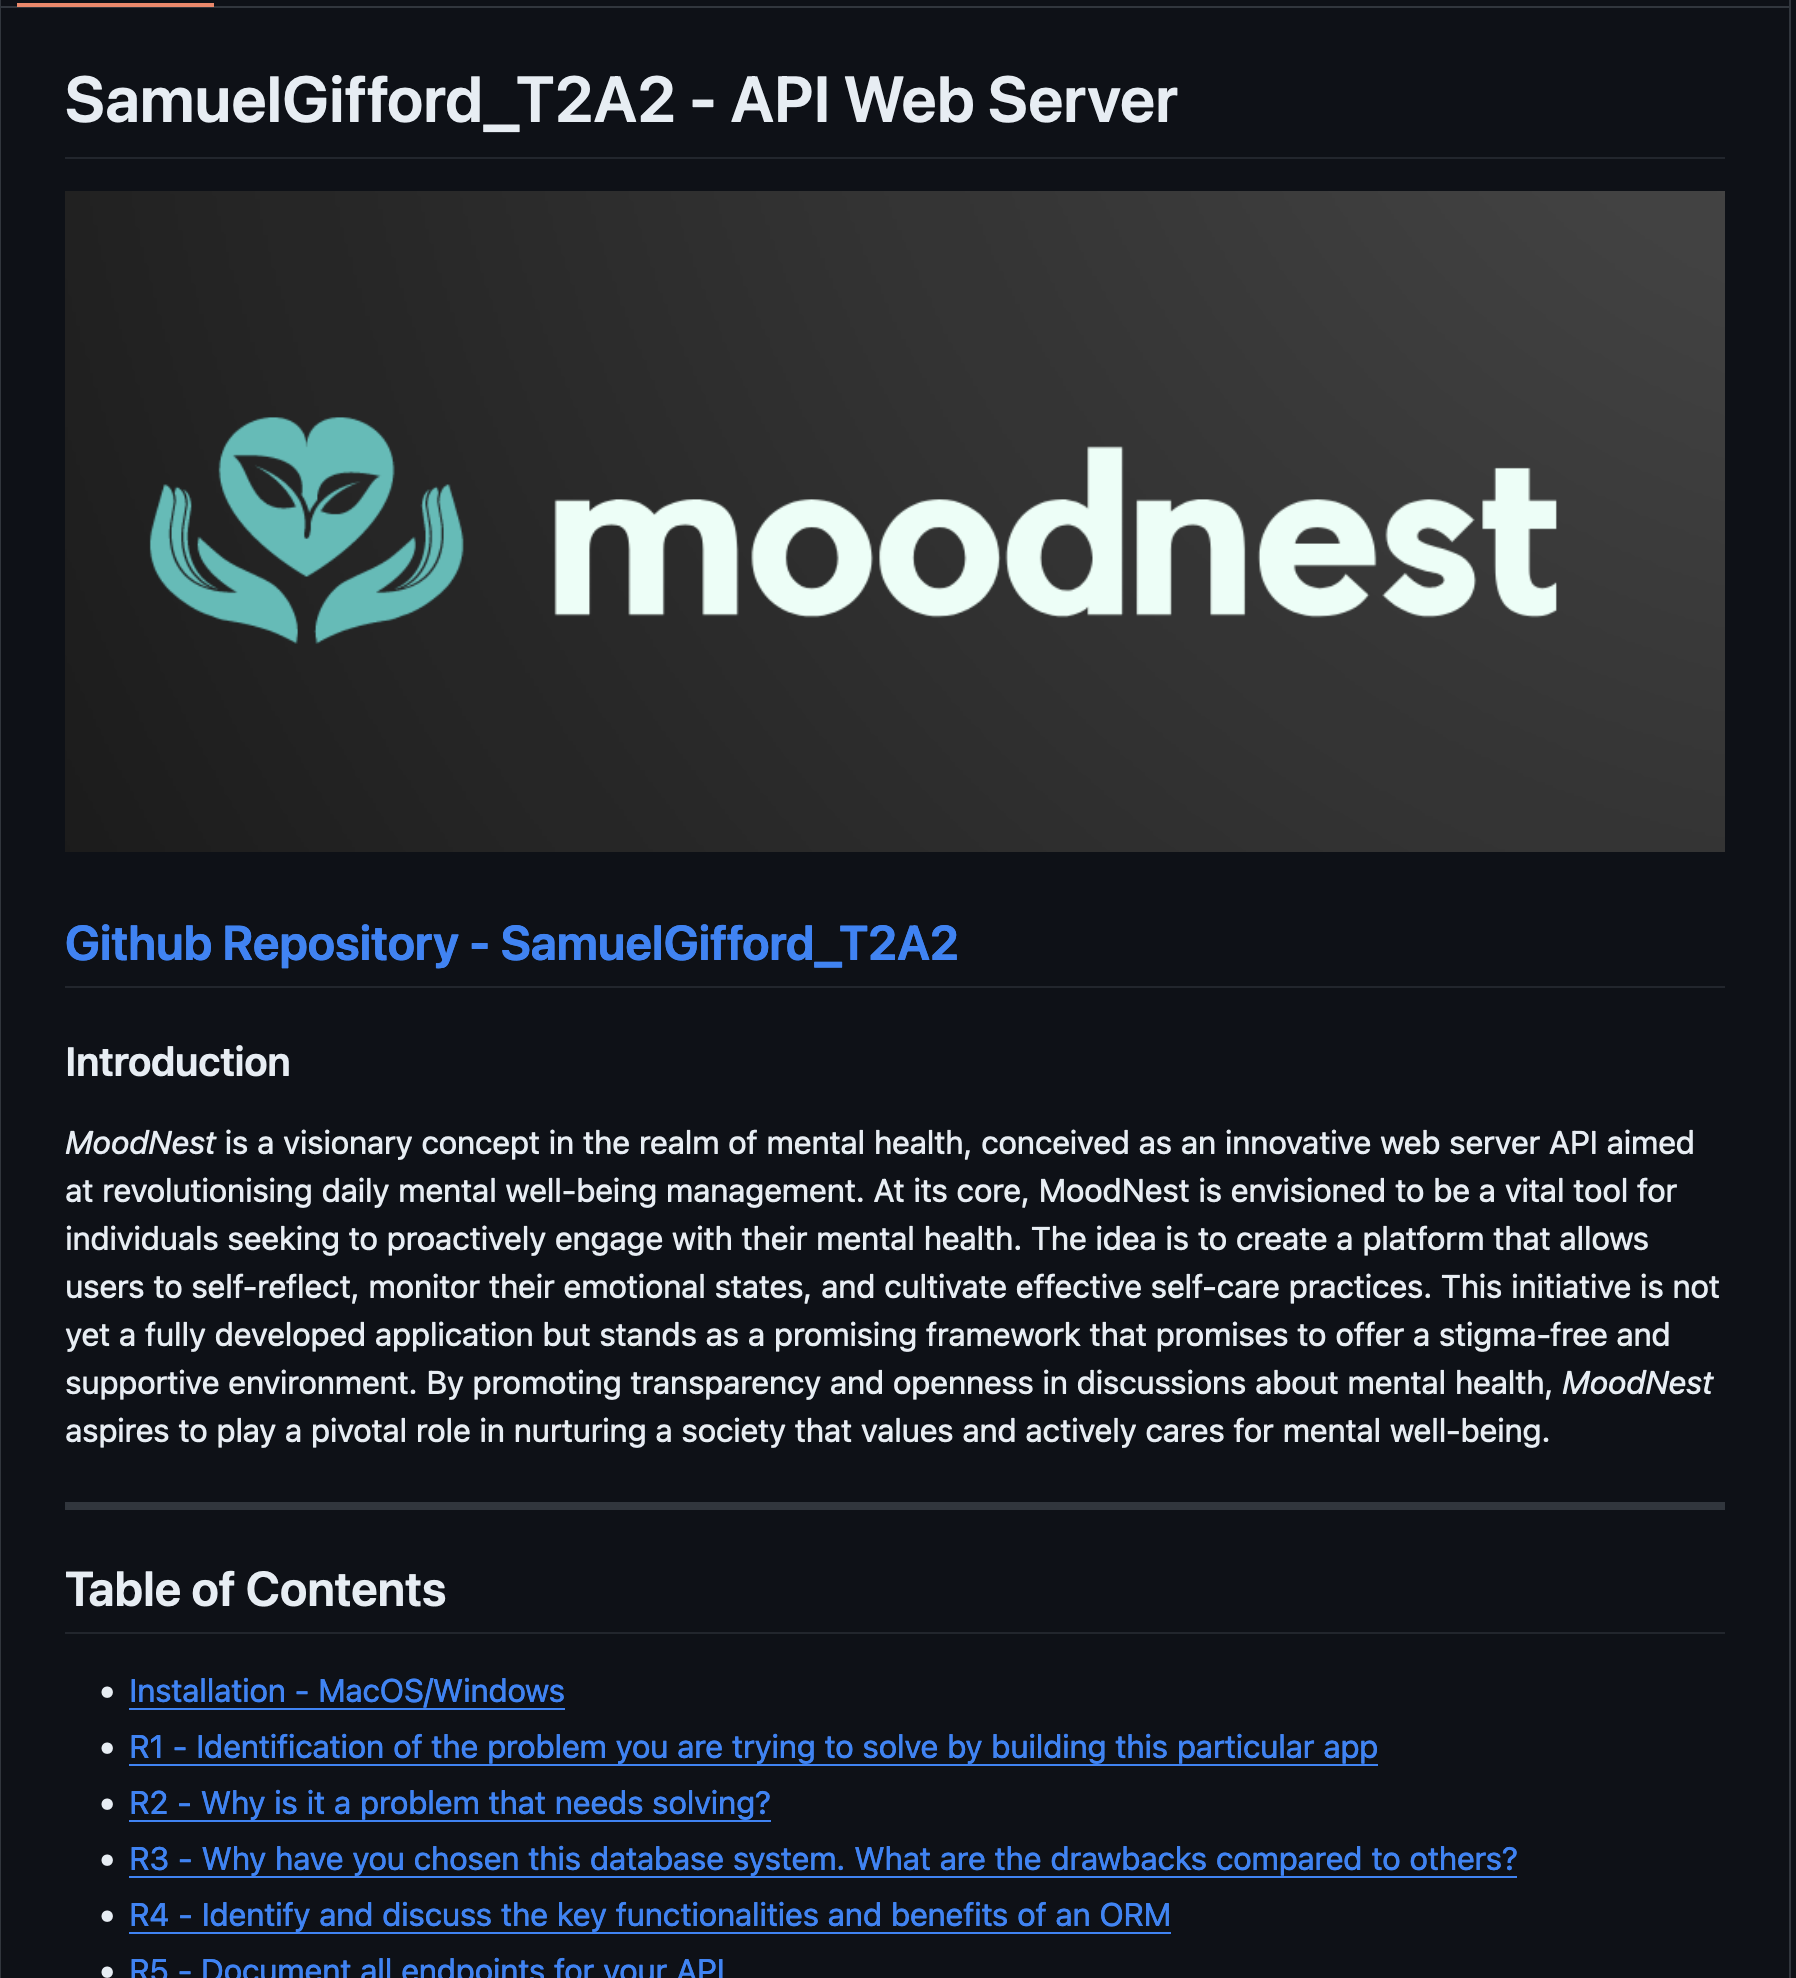 SamuelGifford_T2A2 - API Web Server
moodnest
Github Repository - SamuelGifford_T2A2
Introduction
MoodNest is a visionary concept in the realm of mental health, conceived as an innovative web server API aimed
at revolutionising daily mental well-being management. At its core, MoodNest is envisioned to be a vital tool for
individuals seeking to proactively engage with their mental health. The idea is to create a platform that allows
users to self-reflect, monitor their emotional states, and cultivate effective self-care practices. This initiative is not
yet a fully developed application but stands as a promising framework that promises to offer a stigma-free and
supportive environment. By promoting transparency and openness in discussions about mental health, MoodNest
aspires to play a pivotal role in nurturing a society that values and actively cares for mental well-being.
Table of Contents
• Installation - MacOS/Windows
• R1 - Identification of the problem you are trying to solve by building this particular app
• R2 - Why is it a problem that needs solving?
• R3 - Why have you chosen this database system. What are the drawbacks compared to others?
• R4 - Identify and discuss the key functionalities and benefits of an ORM
• R5 - Document all endpoints for your API